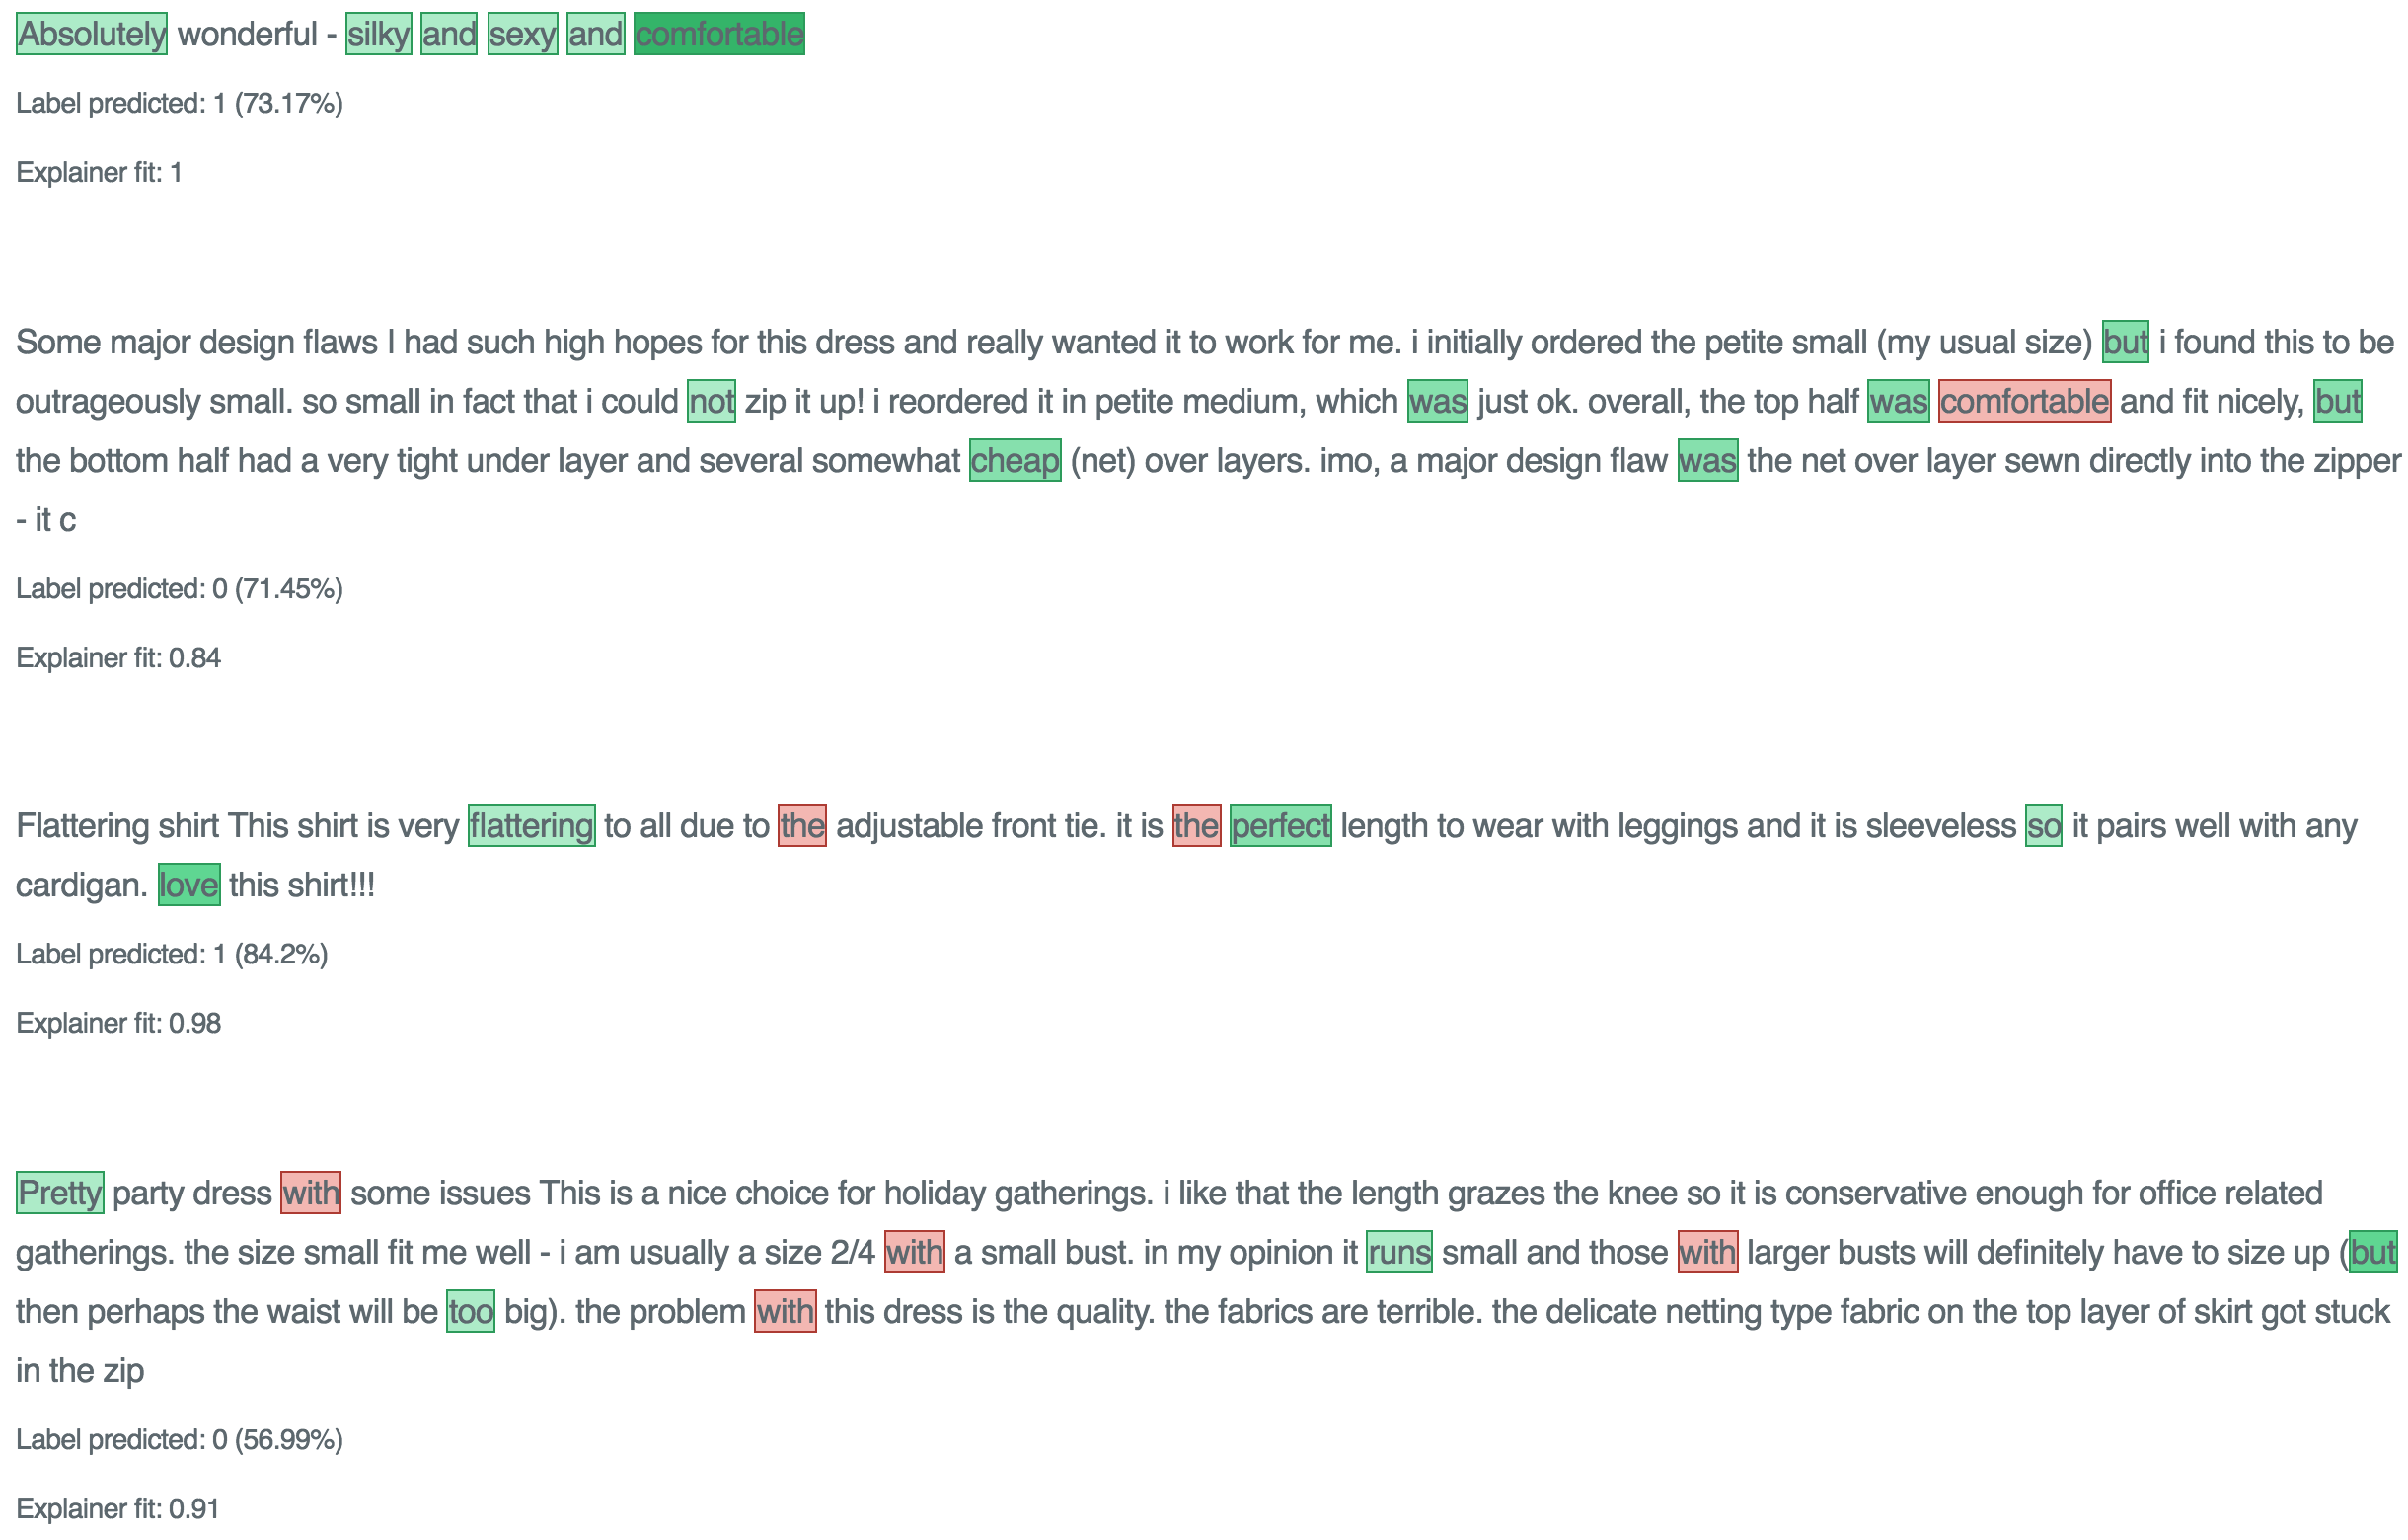 Absolutely wonderful - silky and sexy and comfortable
Label predicted: 1 (73.17%)
Explainer fit: 1
Some major design flaws I had such high hopes for this dress and really wanted it to work for me. i initially ordered the petite small (my usual size) but i found this to be
outrageously small. so small in fact that i could not zip it up! i reordered it in petite medium, which was just ok. overall, the top half was comfortable and fit nicely, but
the bottom half had a very tight under layer and several somewhat cheap (net) over layers. imo, a major design flaw was the net over layer sewn directly into the zipper
- it c
Label predicted: 0 (71.45%)
Explainer fit: 0.84
Flattering shirt This shirt is very flattering to all due to the adjustable front tie. it is the perfect length to wear with leggings and it is sleeveless so it pairs well with any
cardigan. love this shirt!!!
Label predicted: 1 (84.2%)
Explainer fit: 0.98
Pretty party dress with some issues This is a nice choice for holiday gatherings. i like that the length grazes the knee so it is conservative enough for office related
gatherings. the size small fit me well - i am usually a size 2/4 with a small bust. in my opinion it runs small and those with larger busts will definitely have to size up (but
then perhaps the waist will be too big). the problem with this dress is the quality. the fabrics are terrible. the delicate netting type fabric on the top layer of skirt got stuck
in the zip
Label predicted: 0 (56.99%)
Explainer fit: 0.91